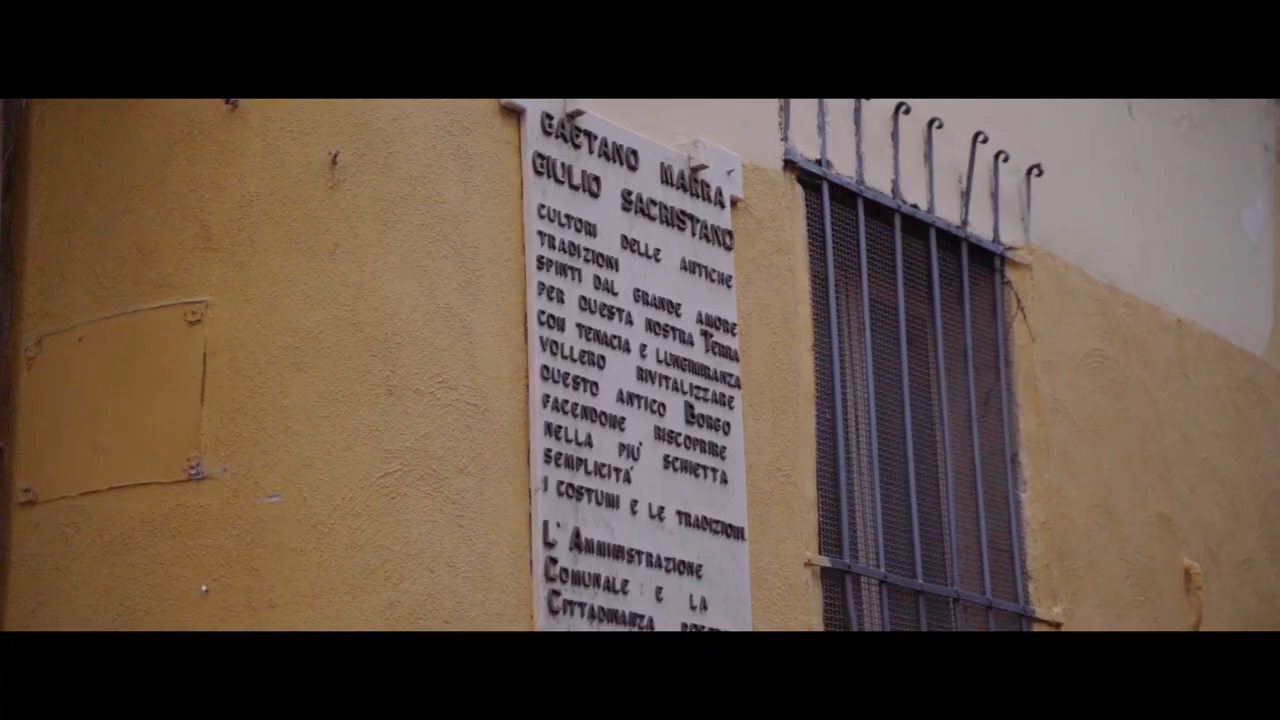 GAETANO MARRA
GIULIO SACRISTANO
CULTORI DELLE ANTICHE
TRADIZIONI
SPINTI DAL GRANDE AMORE
PER QUESTA NOSTRA TERRA
CON TENACIA E LUNGIMIRANZA
VOLLERO RIVITALIZZARE
QUESTO ANTICO BORGO
FACENDONE RISCOPRIRE
NELLA PIU' SCHIETTA
SEMPLICITA'
I COSTUMI E LE TRADIZIONI.
L'AMMINISTRAZIONE
COMUNALE E LA
CITTADINANZA